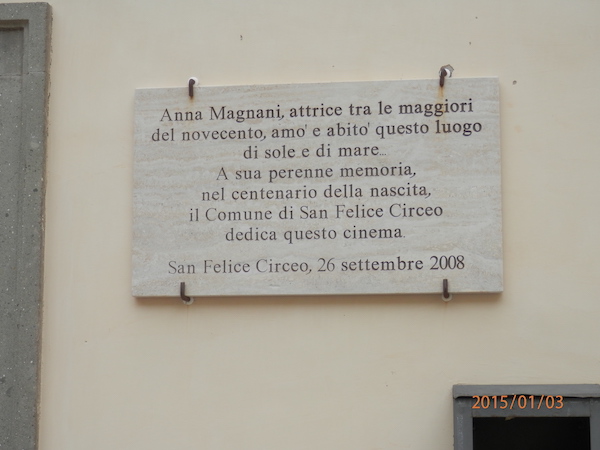 Anna Magnani, attrice tra le maggiori
del novecento, amo' e abito' questo luogo
di sole e di mare...
A sua perenne memoria,
nel centenario della nascita,
il Comune di San Felice Circeo
dedica questo cinema.
San Felice Circeo, 26 settembre 2008
2015/01/03